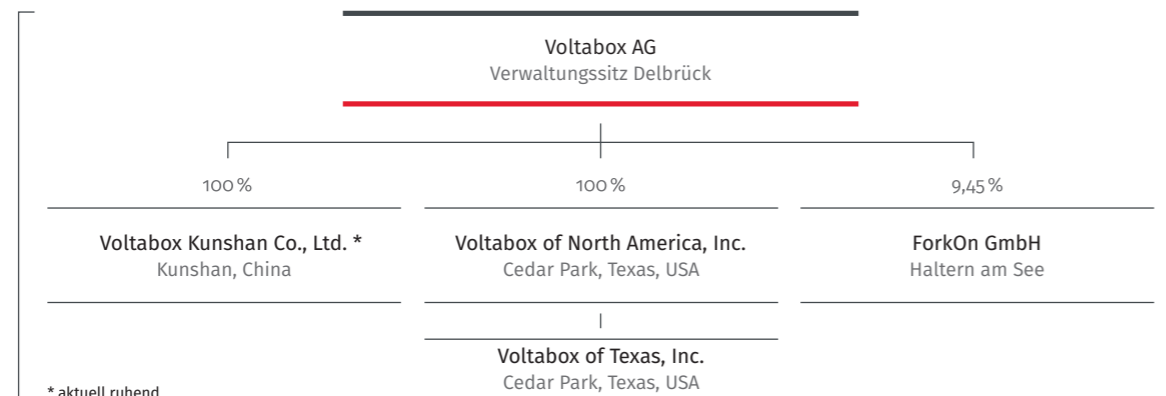 Voltabox AG
Verwaltungssitz Delbrück
100 %
100 %
9,45 %
Voltabox Kunshan Co., Ltd. *
Kunshan, China
Voltabox of North America, Inc.
Cedar Park, Texas, USA
ForkOn GmbH
Haltern am See
Voltabox of Texas, Inc.
Cedar Park, Texas, USA
* aktuell ruhend